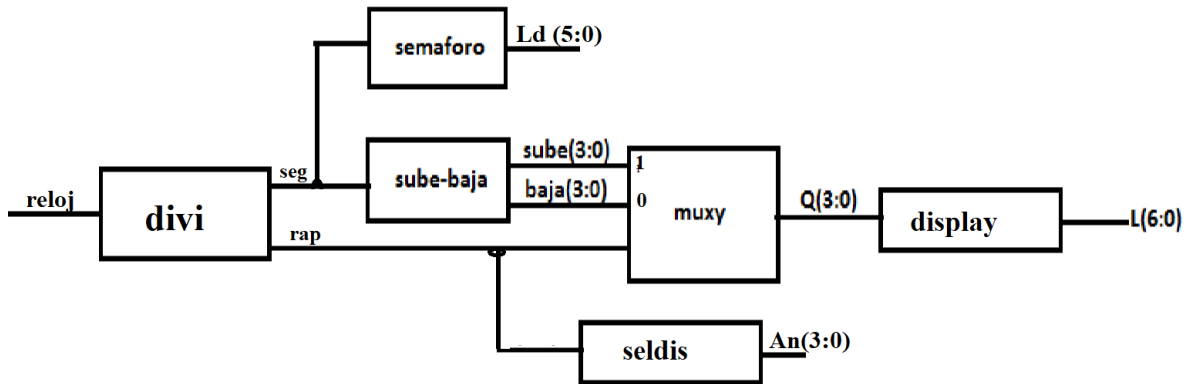 semaforo
Ld (5:0)
reloj
divi
seg
rap
sube-baja
sube(3:0)
baja(3:0)
1
0
muxy
Q(3:0)
display
L(6:0)
seldis
An(3:0)